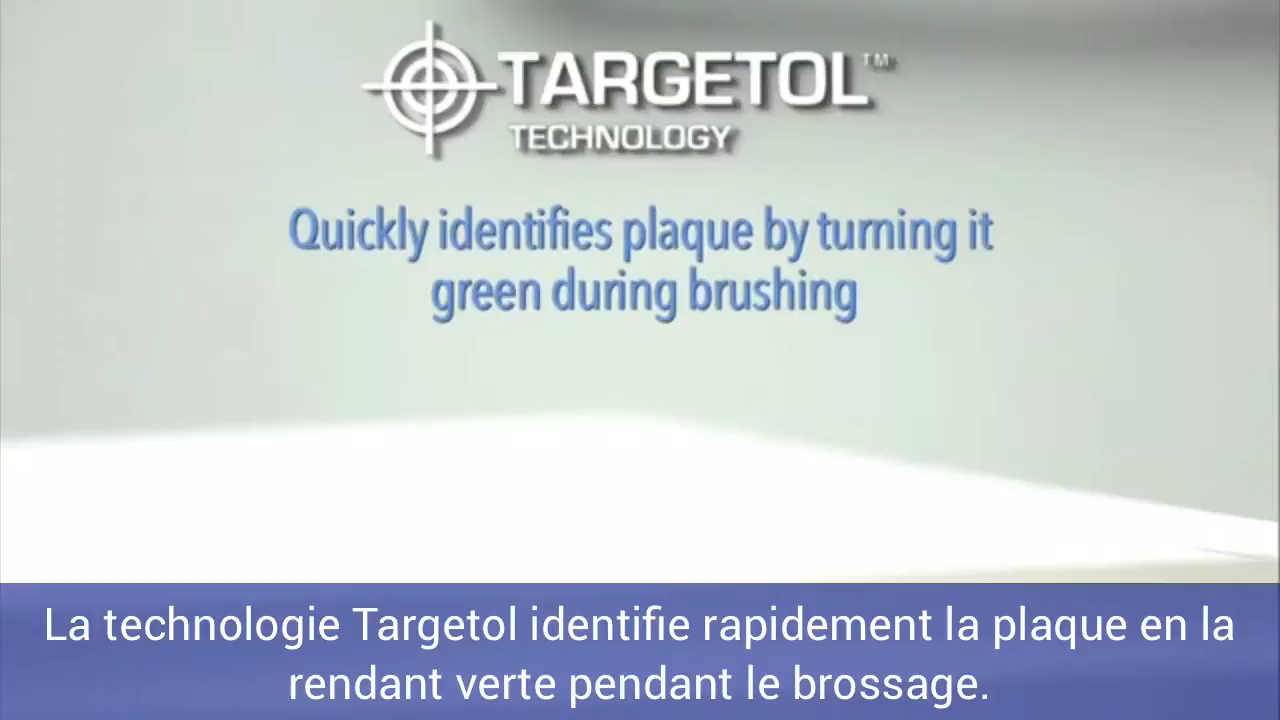 TARGETOL™
TECHNOLOGY
Quickly identifies plaque by turning it
green during brushing
La technologie Targetol identifie rapidement la plaque en la
rendant verte pendant le brossage.